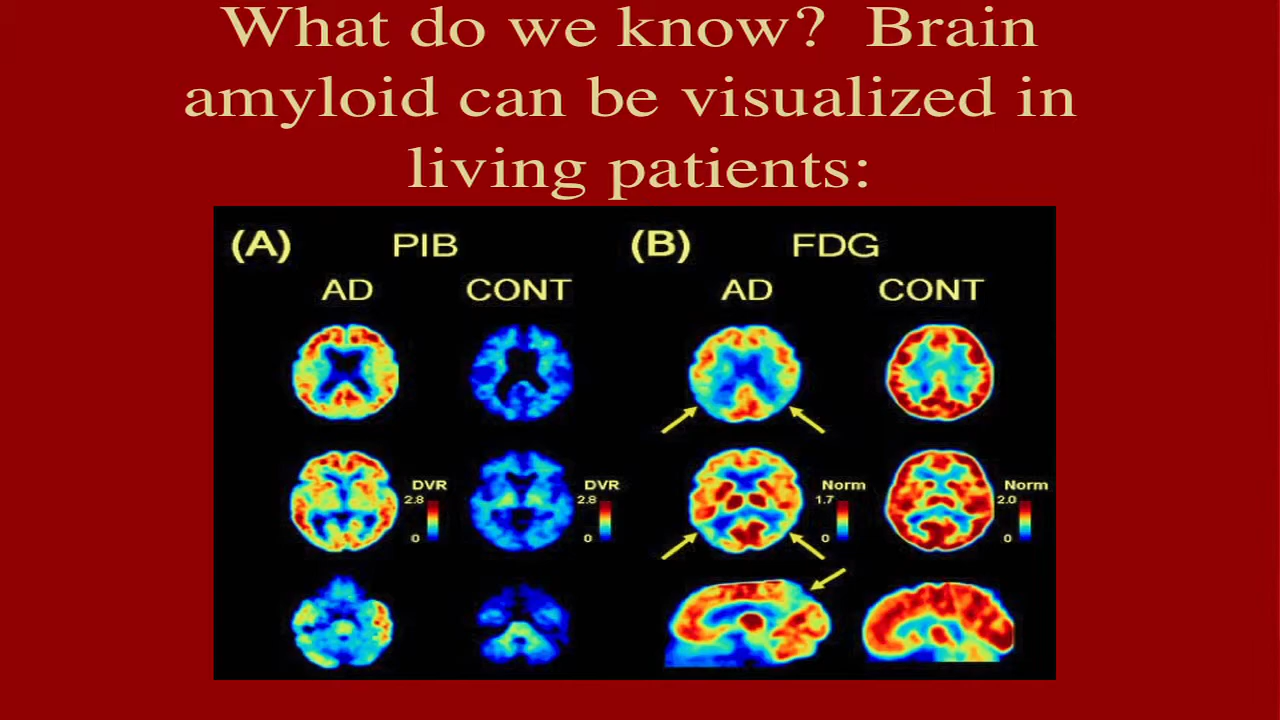 What do we know?  Brain
amyloid can be visualized in
living patients:
(A) PIB (B) FDG
AD CONT AD CONT
DVR DVR Norm Norm
2.8 2.8 1.7 2.0
0 0 0 0